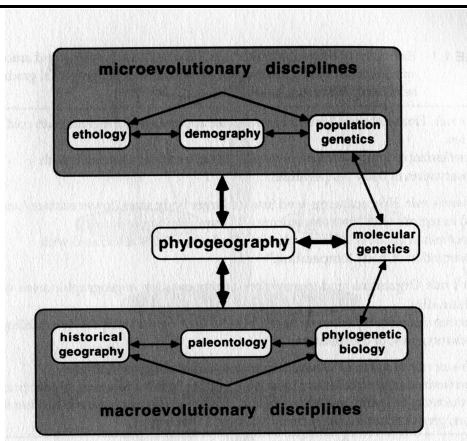 microevolutionary disciplines
ethology
demography
population
genetics
phylogeography
molecular
genetics
historical
geography
paleontology
phylogenetic
biology
macroevolutionary disciplines